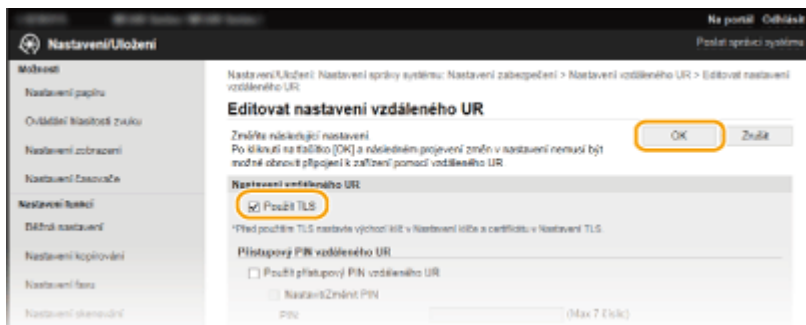 Na portál Odhlásit
Nastavení/Uložení
Poslat správci systému
Možnosti
Nastavení papíru
Ovládání hlasitosti zvuku
Nastavení zobrazení
Nastavení časovače
Nastavení funkcí
Běžná nastavení
Nastavení kopírování
Nastavení faxu
Nastavení skenování
Nastavení/Uložení: Nastavení správy systému: Nastavení zabezpečení > Nastavení vzdáleného UR > Editovat nastavení
vzdáleného UR
Editovat nastavení vzdáleného UR
Změňte následující nastavení
Po kliknutí na tlačítko [OK] a následném projevení změn v nastavení nemusí být
možné obnovit připojení k zařízení pomocí vzdáleného UR
OK Zrušit
Nastavení vzdáleného UR
Použít TLS
*Před použitím TLS nastavte výchozí klíč v Nastavení klíče a certifikátu v Nastavení TLS.
Přístupový PIN vzdáleného UR
Použít přístupový PIN vzdáleného UR
Nastavit/Změnit PIN
PIN (Max 7 číslic)